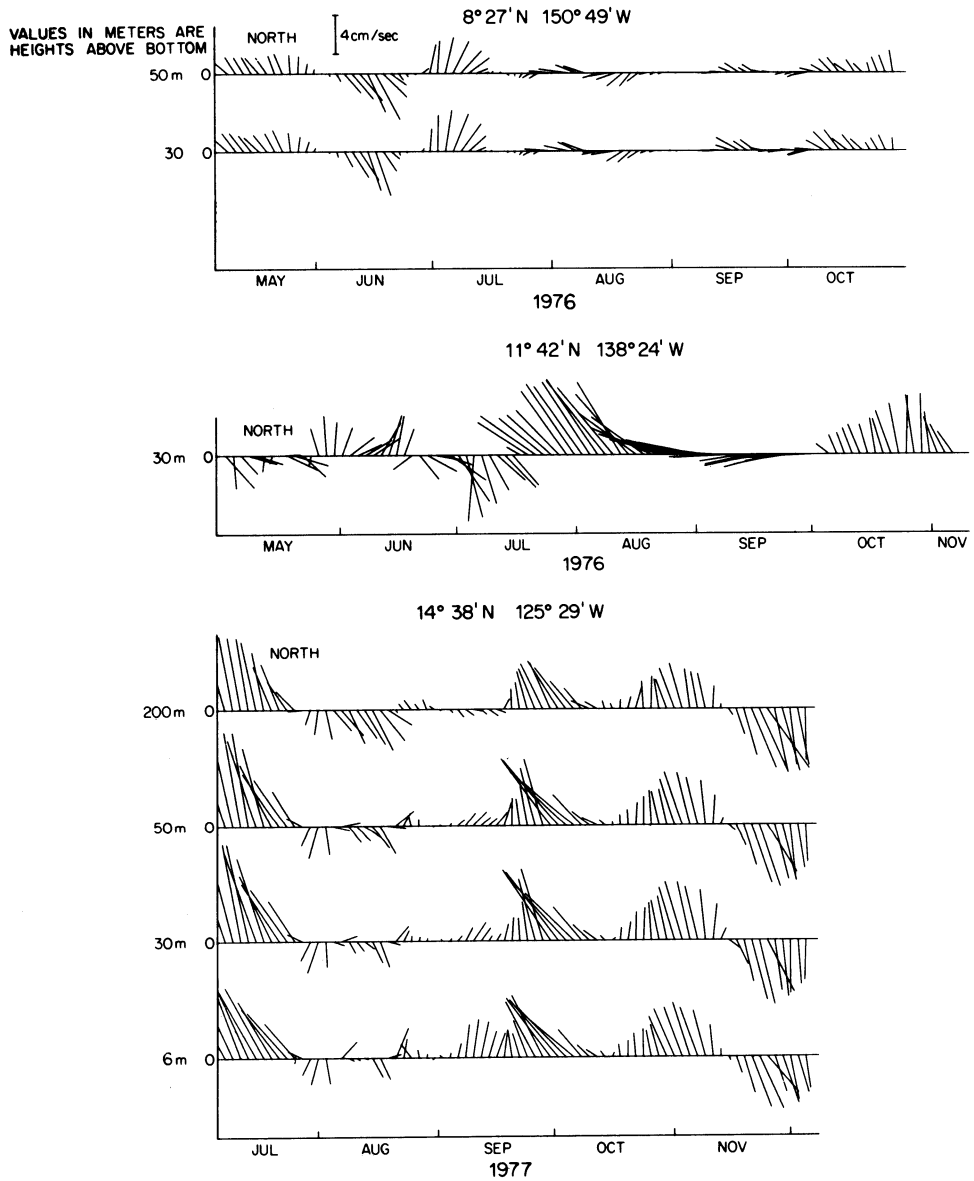 8° 27' N 150° 49' W
VALUES IN METERS ARE
HEIGHTS ABOVE BOTTOM
NORTH
4cm/sec
50 m 0
30 0
MAY JUN JUL AUG SEP OCT
1976
11° 42' N 138° 24' W
NORTH
30 m 0
MAY JUN JUL AUG SEP OCT NOV
1976
14° 38' N 125° 29' W
NORTH
200 m 0
50 m 0
30 m 0
6 m 0
JUL AUG SEP OCT NOV
1977